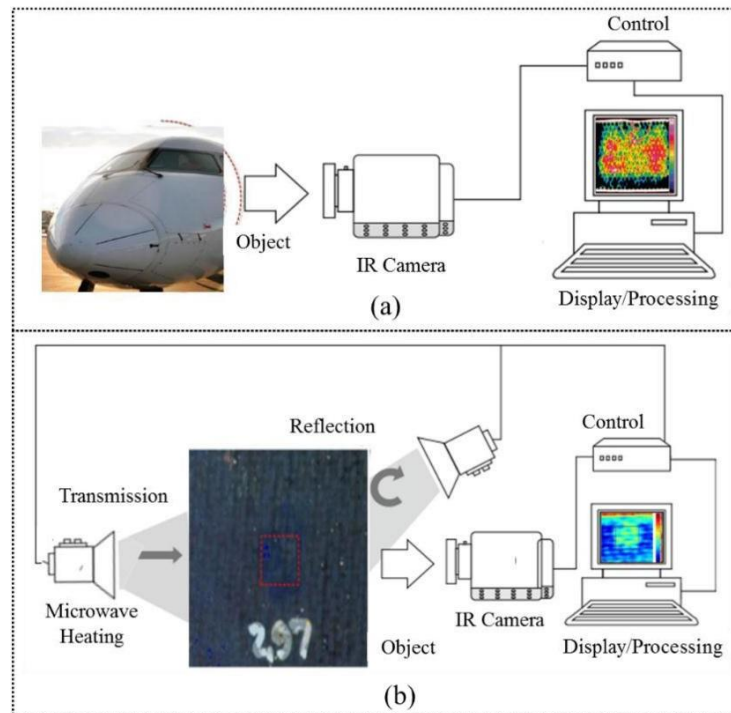 Control
Object
IR Camera
Display/Processing
(a)
Reflection
Control
Transmission
Microwave
Heating
297
Object
IR Camera
Display/Processing
(b)